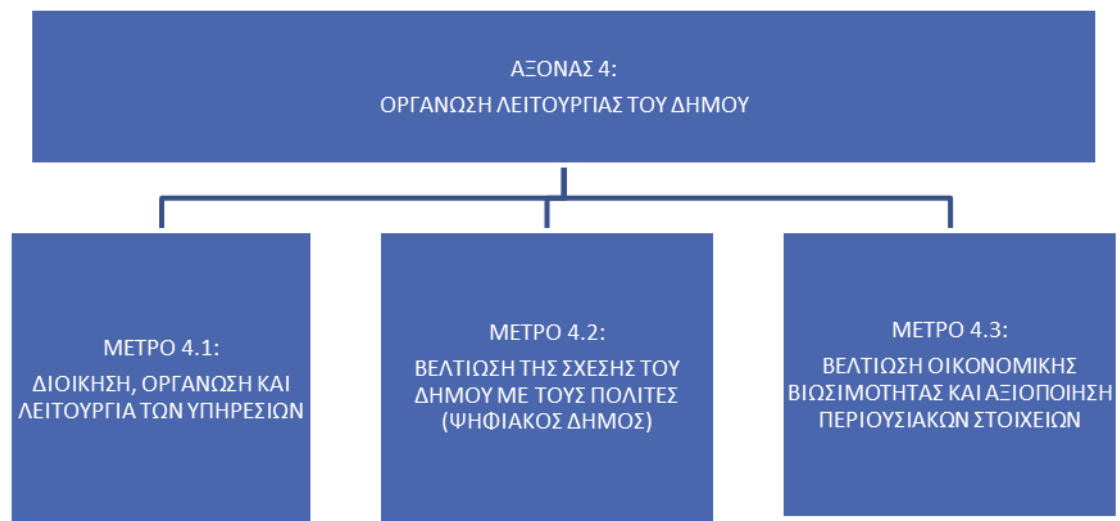 ΑΞΟΝΑΣ 4:
ΟΡΓΑΝΩΣΗ ΛΕΙΤΟΥΡΓΙΑΣ ΤΟΥ ΔΗΜΟΥ
ΜΕΤΡΟ 4.1:
ΔΙΟΙΚΗΣΗ, ΟΡΓΑΝΩΣΗ ΚΑΙ
ΛΕΙΤΟΥΡΓΙΑ ΤΩΝ ΥΠΗΡΕΣΙΩΝ
ΜΕΤΡΟ 4.2:
ΒΕΛΤΙΩΣΗ ΤΗΣ ΣΧΕΣΗΣ ΤΟΥ
ΔΗΜΟΥ ΜΕ ΤΟΥΣ ΠΟΛΙΤΕΣ
(ΨΗΦΙΑΚΟΣ ΔΗΜΟΣ)
ΜΕΤΡΟ 4.3:
ΒΕΛΤΙΩΣΗ ΟΙΚΟΝΟΜΙΚΗΣ
ΒΙΩΣΙΜΟΤΗΤΑΣ ΚΑΙ ΑΞΙΟΠΟΙΗΣΗ
ΠΕΡΙΟΥΣΙΑΚΩΝ ΣΤΟΙΧΕΙΩΝ